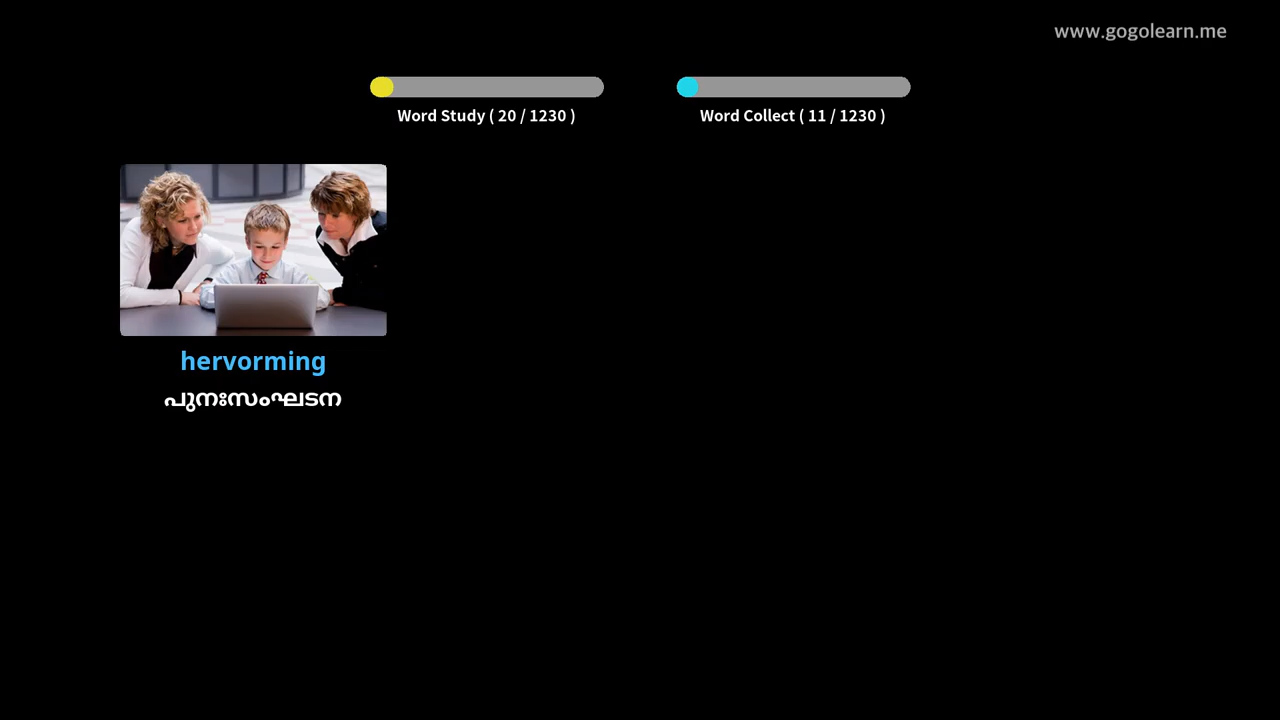 www.gogolearn.me
Word Study ( 20 / 1230 )
Word Collect ( 11 / 1230 )
hervorming
പുനഃസംഘടന